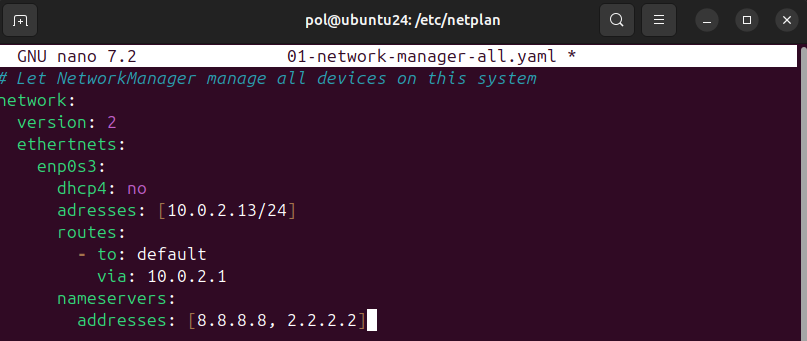 pol@ubuntu24: /etc/netplan
GNU nano 7.2 01-network-manager-all.yaml *
# Let NetworkManager manage all devices on this system
network:
  version: 2
  ethertnets:
    enp0s3:
      dhcp4: no
      adresses: [10.0.2.13/24]
      routes:
        - to: default
          via: 10.0.2.1
      nameservers:
        addresses: [8.8.8.8, 2.2.2.2]